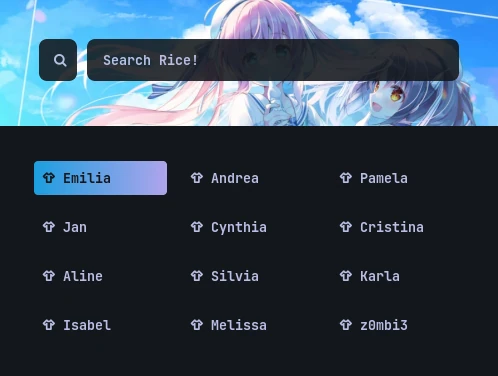 Search Rice!
Emilia Andrea Pamela
Jan Cynthia Cristina
Aline Silvia Karla
Isabel Melissa z0mbi3